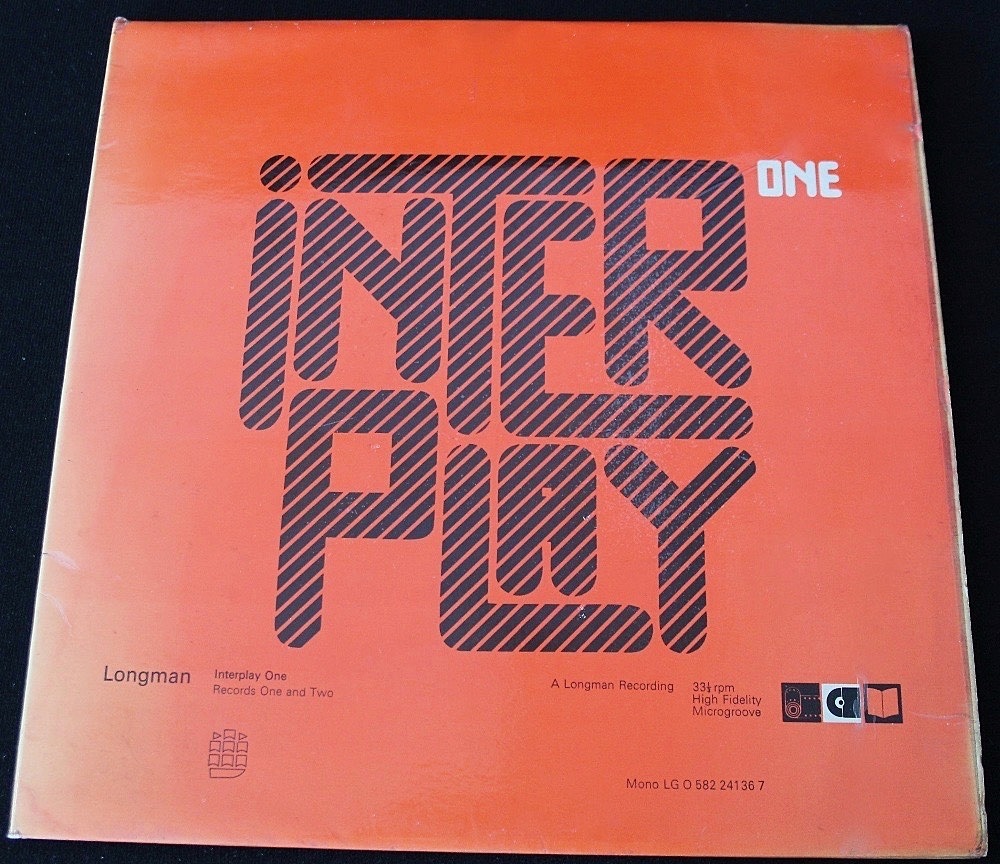 iNTER ONE
PLAY
Longman
Interplay One
Records One and Two
A Longman Recording
33⅓ rpm
High Fidelity
Microgroove
Mono LG O 582 24136 7